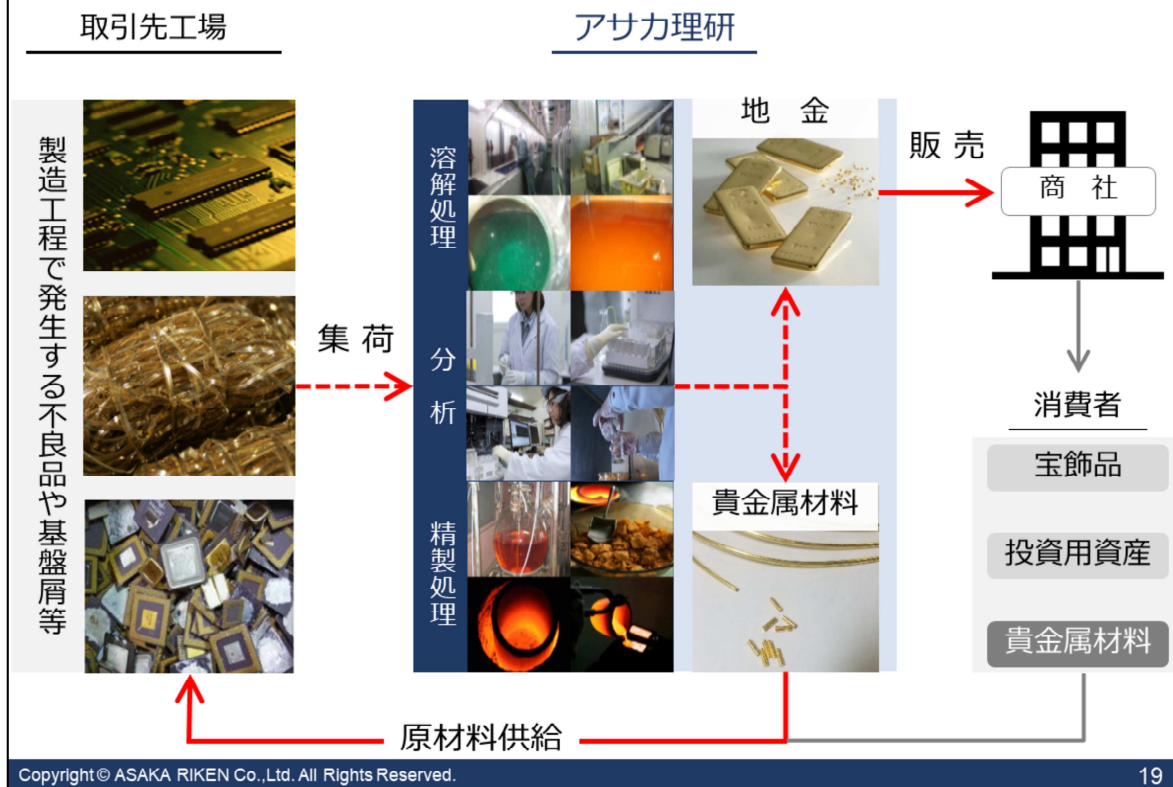 取引先工場
アサカ理研
製造工程で発生する不良品や基盤屑等
集荷
溶解処理
分析
精製処理
地金
貴金属材料
販売
商社
消費者
宝飾品
投資用資産
貴金属材料
原材料供給
Copyright © ASAKA RIKEN Co.,Ltd. All Rights Reserved.
19